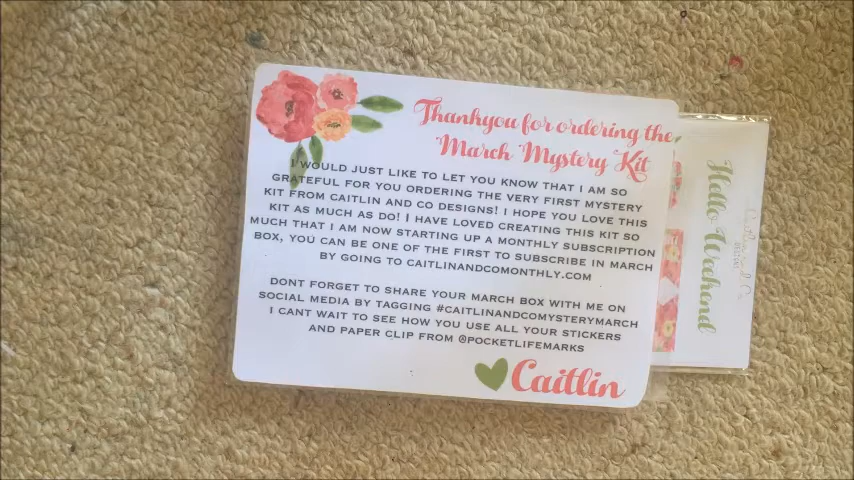 Thankyou for ordering the
March Mystery Kit
I WOULD JUST LIKE TO LET YOU KNOW THAT I AM SO
GRATEFUL FOR YOU ORDERING THE VERY FIRST MYSTERY
KIT FROM CAITLIN AND CO DESIGNS! I HOPE YOU LOVE THIS
KIT AS MUCH AS DO! I HAVE LOVED CREATING THIS KIT SO
MUCH THAT I AM NOW STARTING UP A MONTHLY SUBSCRIPTION
BOX, YOU CAN BE ONE OF THE FIRST TO SUBSCRIBE IN MARCH
BY GOING TO CAITLINANDCOMONTHLY.COM
DONT FORGET TO SHARE YOUR MARCH BOX WITH ME ON
SOCIAL MEDIA BY TAGGING #CAITLINANDCOMYSTERYMARCH
I CANT WAIT TO SEE HOW YOU USE ALL YOUR STICKERS
AND PAPER CLIP FROM @POCKETLIFEMARKS
Caitlin
Hello Weekend